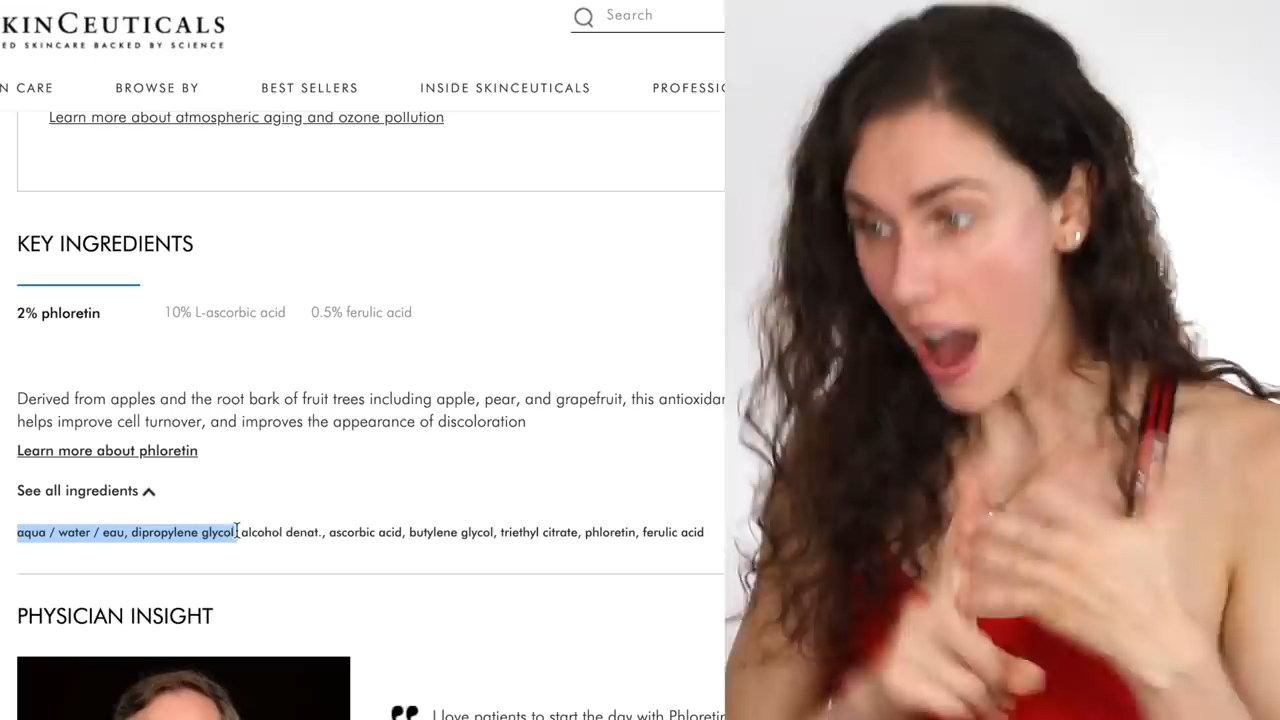 KINCEUTICALS
ED SKINCARE BACKED BY SCIENCE
Search
N CARE BROWSE BY BEST SELLERS INSIDE SKINCEUTICALS PROFESSIO
Learn more about atmospheric aging and ozone pollution
KEY INGREDIENTS
2% phloretin 10% L-ascorbic acid 0.5% ferulic acid
Derived from apples and the root bark of fruit trees including apple, pear, and grapefruit, this antioxidan
helps improve cell turnover, and improves the appearance of discoloration
Learn more about phloretin
See all ingredients
aqua / water / eau, dipropylene glycol, alcohol denat., ascorbic acid, butylene glycol, triethyl citrate, phloretin, ferulic acid
PHYSICIAN INSIGHT
I love patients to start the day with Phloretin